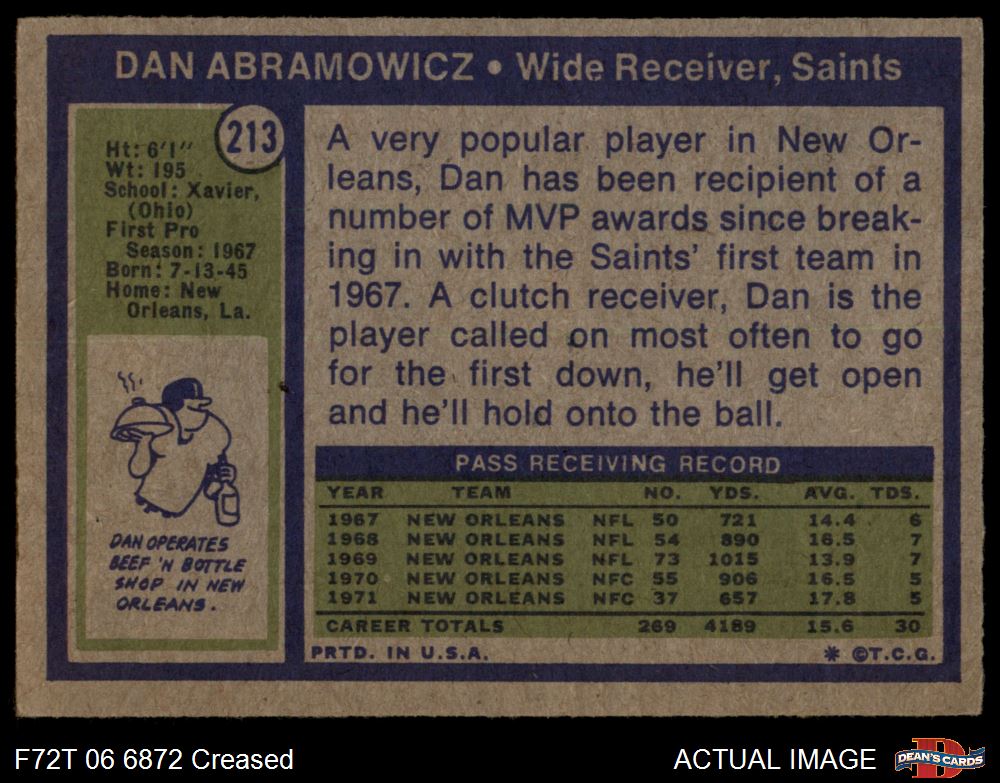 DAN ABRAMOWICZ • Wide Receiver, Saints
213
Ht: 6'1"
Wt: 195
School: Xavier,
(Ohio)
First Pro
Season: 1967
Born: 7-13-45
Home: New
Orleans, La.
DAN OPERATES
BEEF 'N BOTTLE
SHOP IN NEW
ORLEANS.
A very popular player in New Or-
leans, Dan has been recipient of a
number of MVP awards since break-
ing in with the Saints' first team in
1967. A clutch receiver, Dan is the
player called on most often to go
for the first down, he'll get open
and he'll hold onto the ball.
PASS RECEIVING RECORD
YEAR TEAM NO. YDS. AVG. TDS.
1967 NEW ORLEANS NFL 50 721 14.4 6
1968 NEW ORLEANS NFL 54 890 16.5 7
1969 NEW ORLEANS NFL 73 1015 13.9 7
1970 NEW ORLEANS NFC 55 906 16.5 5
1971 NEW ORLEANS NFC 37 657 17.8 5
CAREER TOTALS 269 4189 15.6 30
PRTD. IN U.S.A. * ©T.C.G.
F72T 06 6872 Creased
ACTUAL IMAGE
D
DEAN'S CARDS